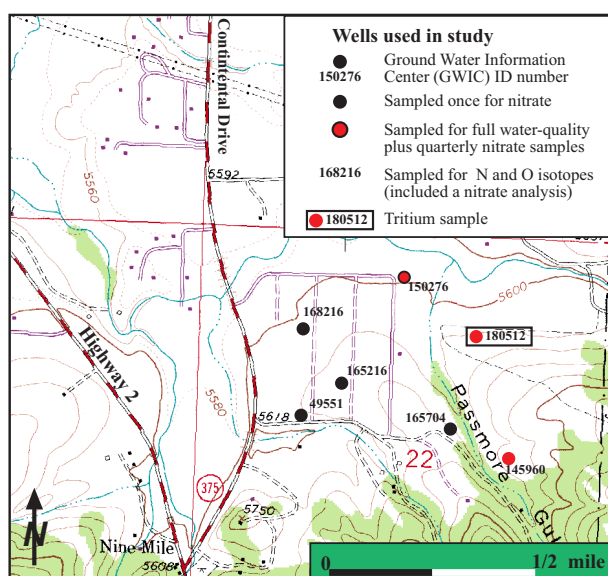 Wells used in study
Ground Water Information
150276 Center (GWIC) ID number
Sampled once for nitrate
Sampled for full water-quality
plus quarterly nitrate samples
168216 Sampled for N and O isotopes
(included a nitrate analysis)
180512 Tritium sample
Continental Drive
5560
5592
150276
5600
168216
180512
Highway 2
165216
5580
49551
5618
165704
Passmore
22
145960
375
Gul
5750
N
Nine Mile
5608
0 1/2 mile